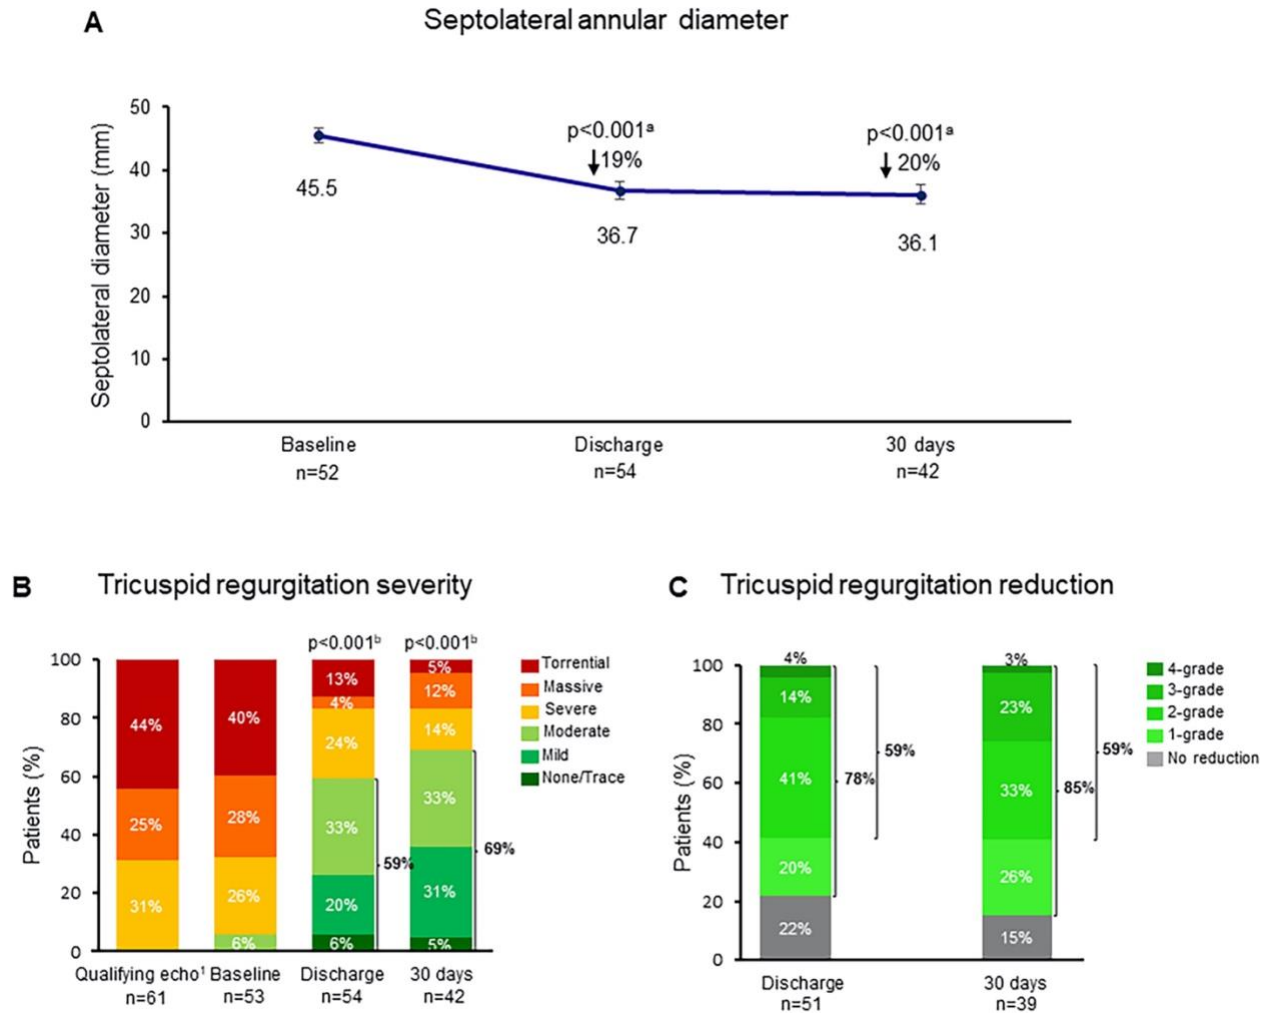 A
Septolateral annular diameter
Septolateral diameter (mm)
50
40
30
20
10
0
45.5
p<0.001ᵃ
↓19%
36.7
p<0.001ᵃ
↓20%
36.1
Baseline
n=52
Discharge
n=54
30 days
n=42
B
Tricuspid regurgitation severity
Patients (%)
100
80
60
40
20
0
44%
25%
31%
40%
28%
26%
6%
p<0.001ᵇ
13%
4%
24%
33%
20%
6%
59%
p<0.001ᵇ
5%
12%
14%
33%
31%
5%
69%
Torrential
Massive
Severe
Moderate
Mild
None/Trace
Qualifying echo¹
n=61
Baseline
n=53
Discharge
n=54
30 days
n=42
C
Tricuspid regurgitation reduction
Patients (%)
100
80
60
40
20
0
4%
14%
41%
20%
22%
78%
59%
3%
23%
33%
26%
15%
85%
59%
4-grade
3-grade
2-grade
1-grade
No reduction
Discharge
n=51
30 days
n=39